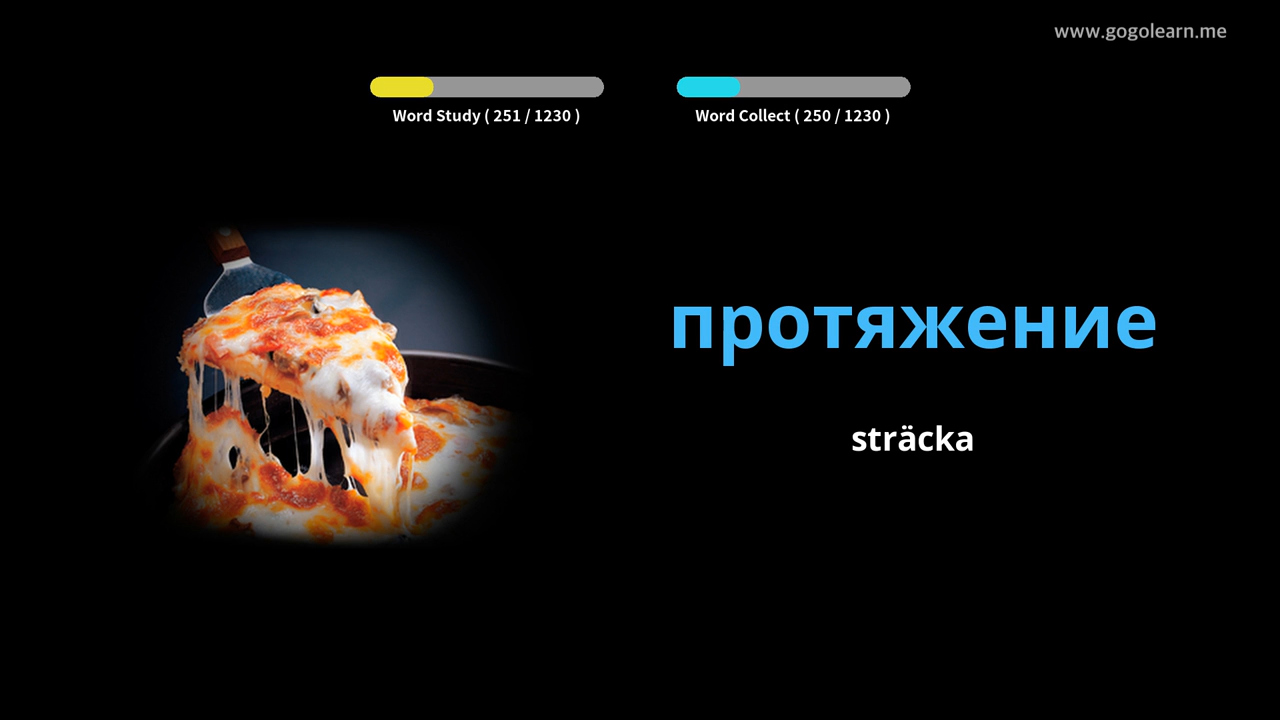 www.gogolearn.me
Word Study ( 251 / 1230 )
Word Collect ( 250 / 1230 )
протяжение
sträcka